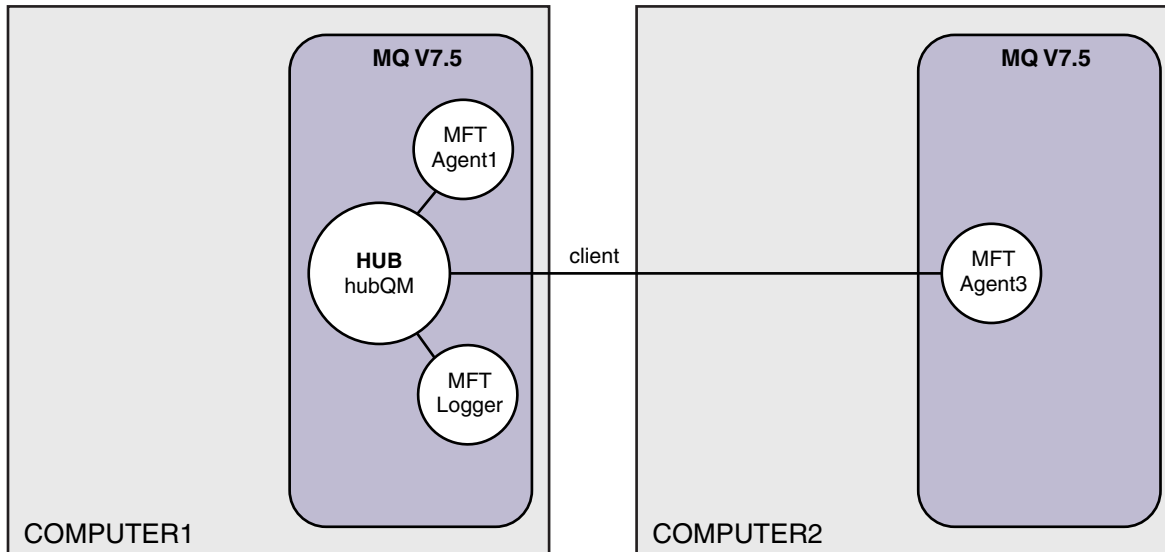 MQ V7.5
MFT
Agent1
HUB
hubQM
MFT
Logger
COMPUTER1
client
MQ V7.5
MFT
Agent3
COMPUTER2